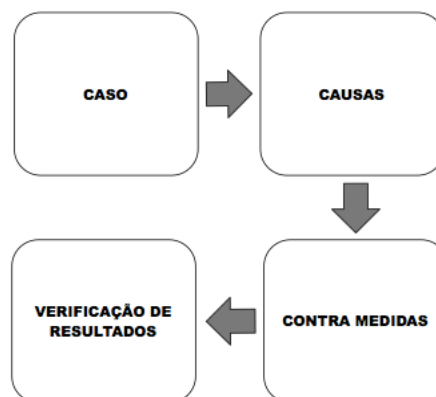 CASO
CAUSAS
CONTRA MEDIDAS
VERIFICAÇÃO DE
RESULTADOS